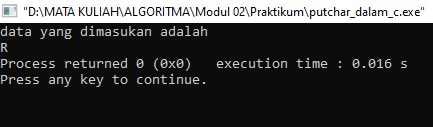 "D:\MATA KULIAH\ALGORITMA\Modul 02\Praktikum\putchar_dalam_c.exe"
data yang dimasukan adalah
R
Process returned 0 (0x0)   execution time : 0.016 s
Press any key to continue.